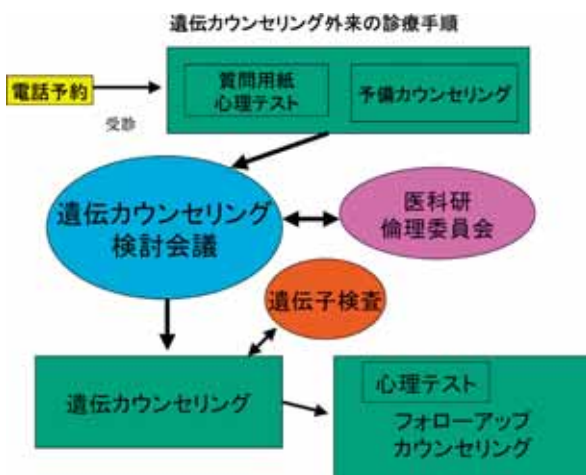 遺伝カウンセリング外来の診療手順
電話予約
受診
質問用紙
心理テスト
予備カウンセリング
遺伝カウンセリング
検討会議
医科研
倫理委員会
遺伝子検査
遺伝カウンセリング
心理テスト
フォローアップ
カウンセリング